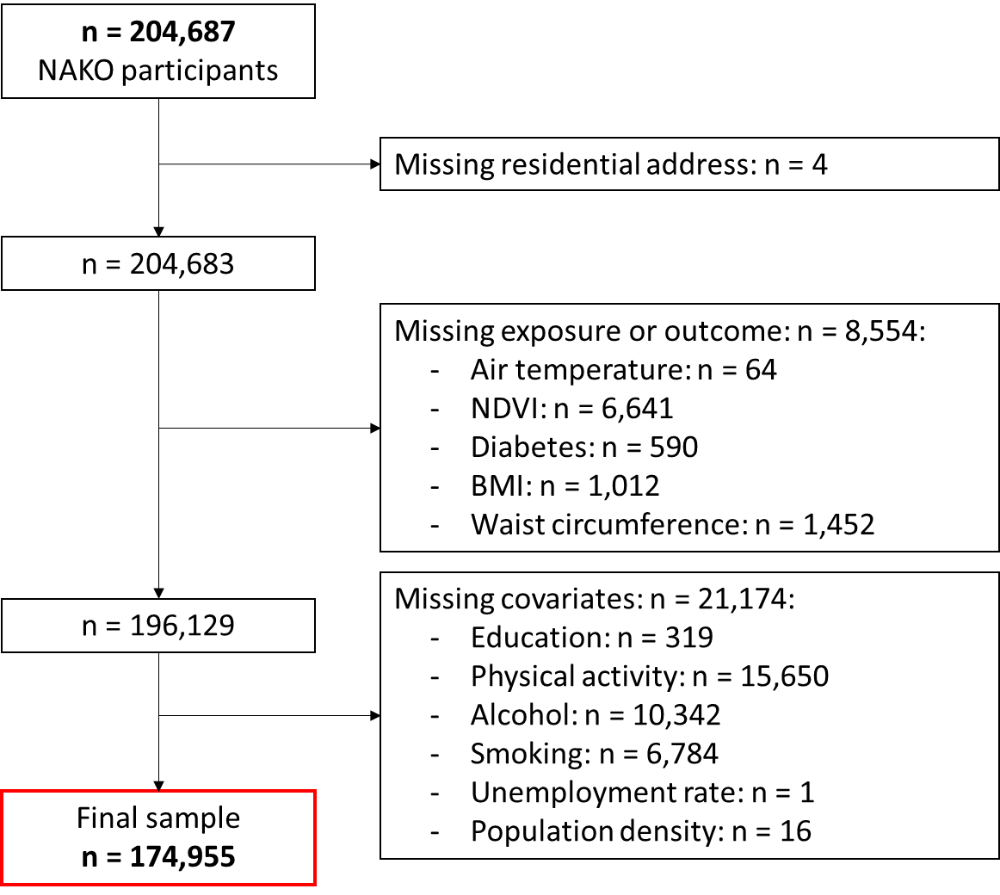 n = 204,687
NAKO participants
Missing residential address: n = 4
n = 204,683
Missing exposure or outcome: n = 8,554:
- Air temperature: n = 64
- NDVI: n = 6,641
- Diabetes: n = 590
- BMI: n = 1,012
- Waist circumference: n = 1,452
n = 196,129
Missing covariates: n = 21,174:
- Education: n = 319
- Physical activity: n = 15,650
- Alcohol: n = 10,342
- Smoking: n = 6,784
- Unemployment rate: n = 1
- Population density: n = 16
Final sample
n = 174,955